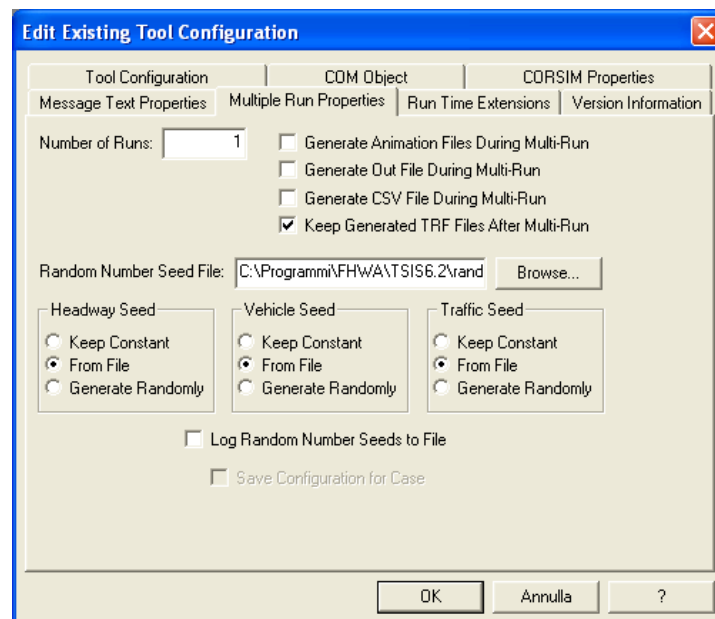 Edit Existing Tool Configuration
Tool Configuration COM Object CORSIM Properties
Message Text Properties Multiple Run Properties Run Time Extensions Version Information
Number of Runs: 1
Generate Animation Files During Multi-Run
Generate Out File During Multi-Run
Generate CSV File During Multi-Run
Keep Generated TRF Files After Multi-Run
Random Number Seed File: C:\Programmi\FHWA\TSIS6.2\rand Browse...
Headway Seed Vehicle Seed Traffic Seed
Keep Constant Keep Constant Keep Constant
From File From File From File
Generate Randomly Generate Randomly Generate Randomly
Log Random Number Seeds to File
Save Configuration for Case
OK Annulla ?